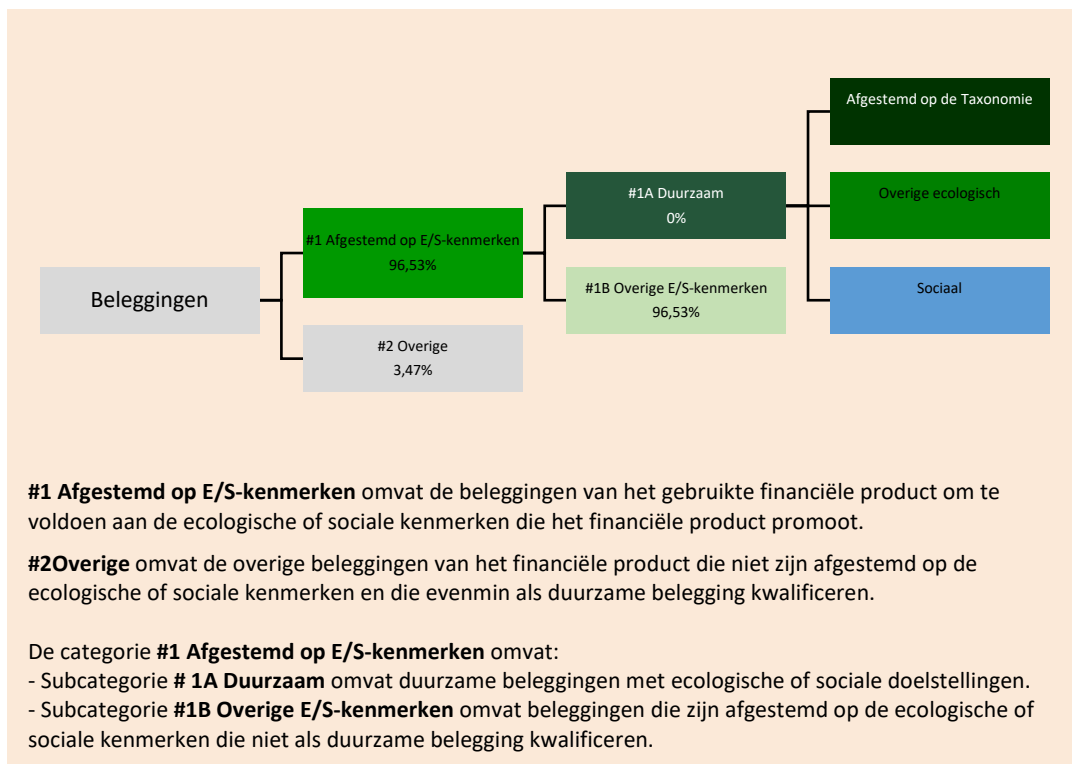 Beleggingen
#1 Afgestemd op E/S-kenmerken
96,53%
#2 Overige
3,47%
#1A Duurzaam
0%
#1B Overige E/S-kenmerken
96,53%
Afgestemd op de Taxonomie
Overige ecologisch
Sociaal
#1 Afgestemd op E/S-kenmerken omvat de beleggingen van het gebruikte financiële product om te
voldoen aan de ecologische of sociale kenmerken die het financiële product promoot.
#2Overige omvat de overige beleggingen van het financiële product die niet zijn afgestemd op de
ecologische of sociale kenmerken en die evenmin als duurzame belegging kwalificeren.
De categorie #1 Afgestemd op E/S-kenmerken omvat:
- Subcategorie # 1A Duurzaam omvat duurzame beleggingen met ecologische of sociale doelstellingen.
- Subcategorie #1B Overige E/S-kenmerken omvat beleggingen die zijn afgestemd op de ecologische of
sociale kenmerken die niet als duurzame belegging kwalificeren.